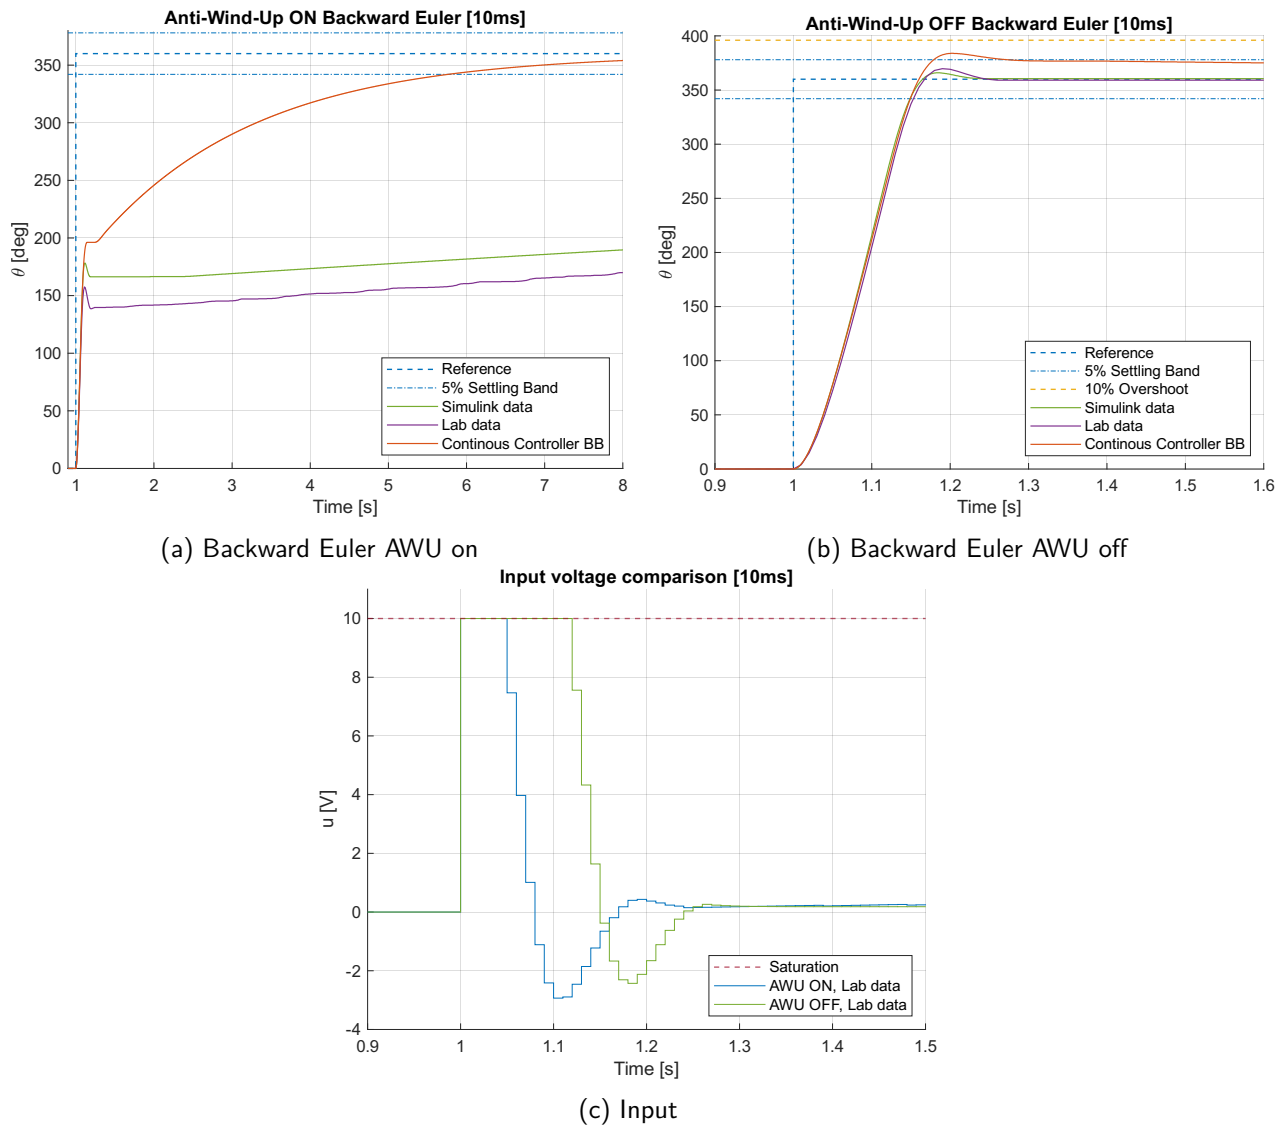 Anti-Wind-Up ON Backward Euler [10ms]
350
300
250
200
150
100
50
0
θ [deg]
1
2
3
4
5
6
7
8
Time [s]
Reference
5% Settling Band
Simulink data
Lab data
Continous Controller BB
(a) Backward Euler AWU on
Anti-Wind-Up OFF Backward Euler [10ms]
400
350
300
250
200
150
100
50
0
θ [deg]
0.9
1
1.1
1.2
1.3
1.4
1.5
1.6
Time [s]
Reference
5% Settling Band
10% Overshoot
Simulink data
Lab data
Continous Controller BB
(b) Backward Euler AWU off
Input voltage comparison [10ms]
10
8
6
4
2
0
-2
-4
u [V]
0.9
1
1.1
1.2
1.3
1.4
1.5
Time [s]
Saturation
AWU ON, Lab data
AWU OFF, Lab data
(c) Input